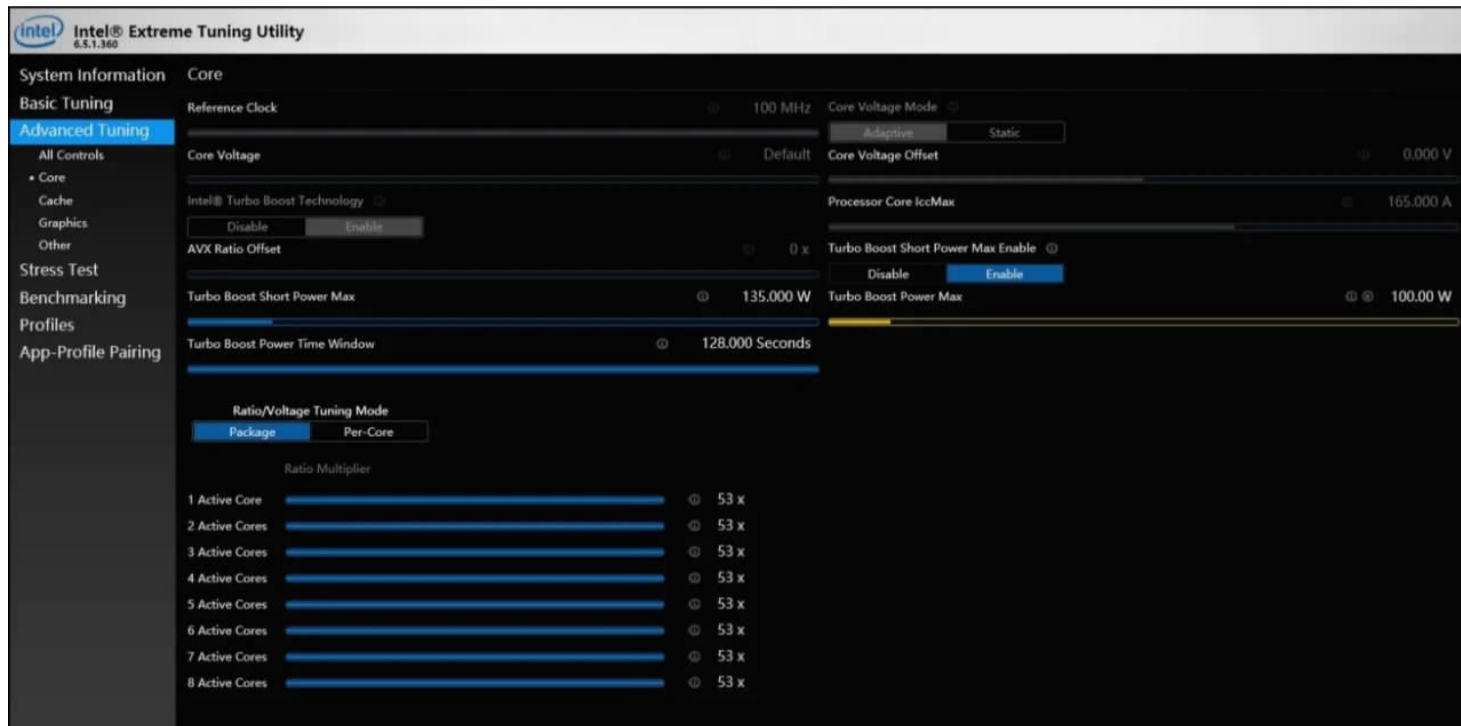 intel Intel® Extreme Tuning Utility
6.5.1.360
System Information
Basic Tuning
Advanced Tuning
All Controls
• Core
Cache
Graphics
Other
Stress Test
Benchmarking
Profiles
App-Profile Pairing
Core
Reference Clock 100 MHz
Core Voltage Default
Intel® Turbo Boost Technology
Disable Enable
AVX Ratio Offset 0 x
Turbo Boost Short Power Max 135.000 W
Turbo Boost Power Time Window 128.000 Seconds
Core Voltage Mode
Adaptive Static
Core Voltage Offset 0.000 V
Processor Core IccMax 165.000 A
Turbo Boost Short Power Max Enable
Disable Enable
Turbo Boost Power Max 100.00 W
Ratio/Voltage Tuning Mode
Package Per-Core
Ratio Multiplier
1 Active Core 53 x
2 Active Cores 53 x
3 Active Cores 53 x
4 Active Cores 53 x
5 Active Cores 53 x
6 Active Cores 53 x
7 Active Cores 53 x
8 Active Cores 53 x